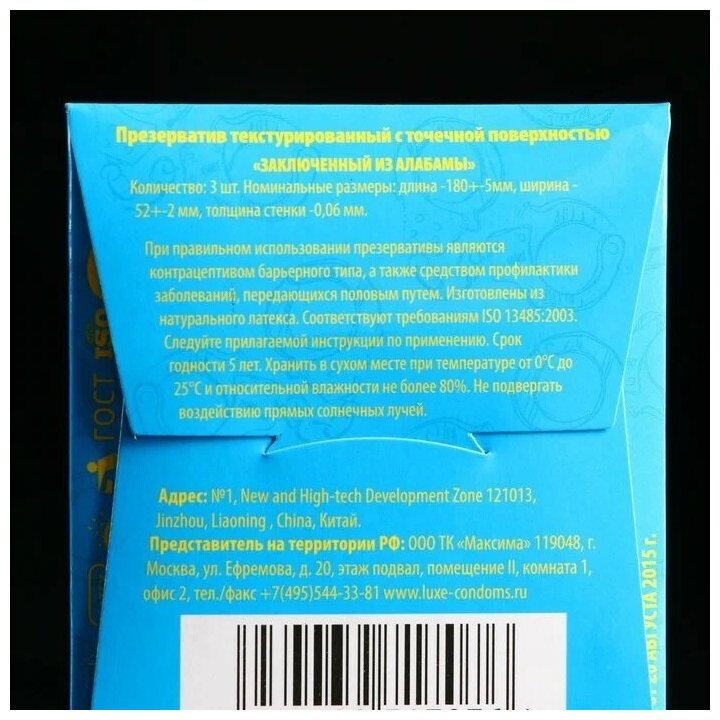 Презерватив текстурированный с точечной поверхностью
«ЗАКЛЮЧЕННЫЙ ИЗ АЛАБАМЫ»
Количество: 3 шт. Номинальные размеры: длина -180+-5мм, ширина -
52+-2 мм, толщина стенки -0,06 мм.
При правильном использовании презервативы являются
контрацептивом барьерного типа, а также средством профилактики
заболеваний, передающихся половым путем. Изготовлены из
натурального латекса. Соответствуют требованиям ISO 13485:2003.
Следуйте прилагаемой инструкции по применению. Срок
годности 5 лет. Хранить в сухом месте при температуре от 0°С до
25°С и относительной влажности не более 80%. Не подвергать
воздействию прямых солнечных лучей.
Адрес: №1, New and High-tech Development Zone 121013,
Jinzhou, Liaoning , China, Китай.
Представитель на территории РФ: ООО ТК «Максима» 119048, г.
Москва, ул. Ефремова, д. 20, этаж подвал, помещение II, комната 1,
офис 2, тел./факс +7(495)544-33-81 www.luxe-condoms.ru
ГОСТ ISO
от 20 АВГУСТА 2015 г.